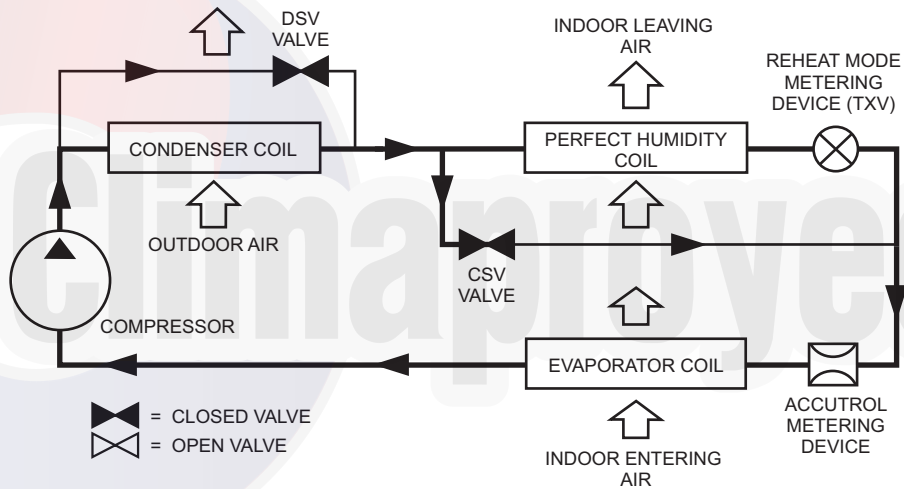 DSV
VALVE
INDOOR LEAVING
AIR
REHEAT MODE
METERING
DEVICE (TXV)
CONDENSER COIL
PERFECT HUMIDITY
COIL
OUTDOOR AIR
CSV
VALVE
COMPRESSOR
EVAPORATOR COIL
ACCUTROL
METERING
DEVICE
= CLOSED VALVE
= OPEN VALVE
INDOOR ENTERING
AIR
Climaproye